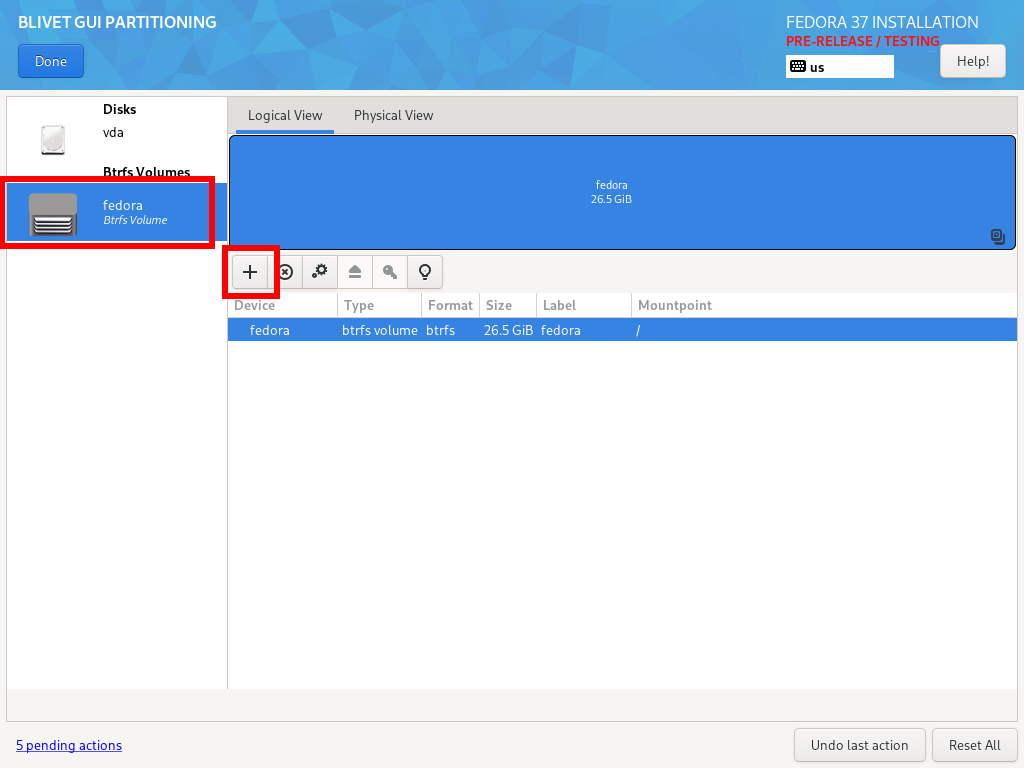 BLIVET GUI PARTITIONING
Done
FEDORA 37 INSTALLATION
PRE-RELEASE / TESTING
us
Help!
Disks
vda
Btrfs Volumes
fedora
Btrfs Volume
Logical View
Physical View
fedora
26.5 GiB
Device Type Format Size Label Mountpoint
fedora btrfs volume btrfs 26.5 GiB fedora /
5 pending actions
Undo last action
Reset All